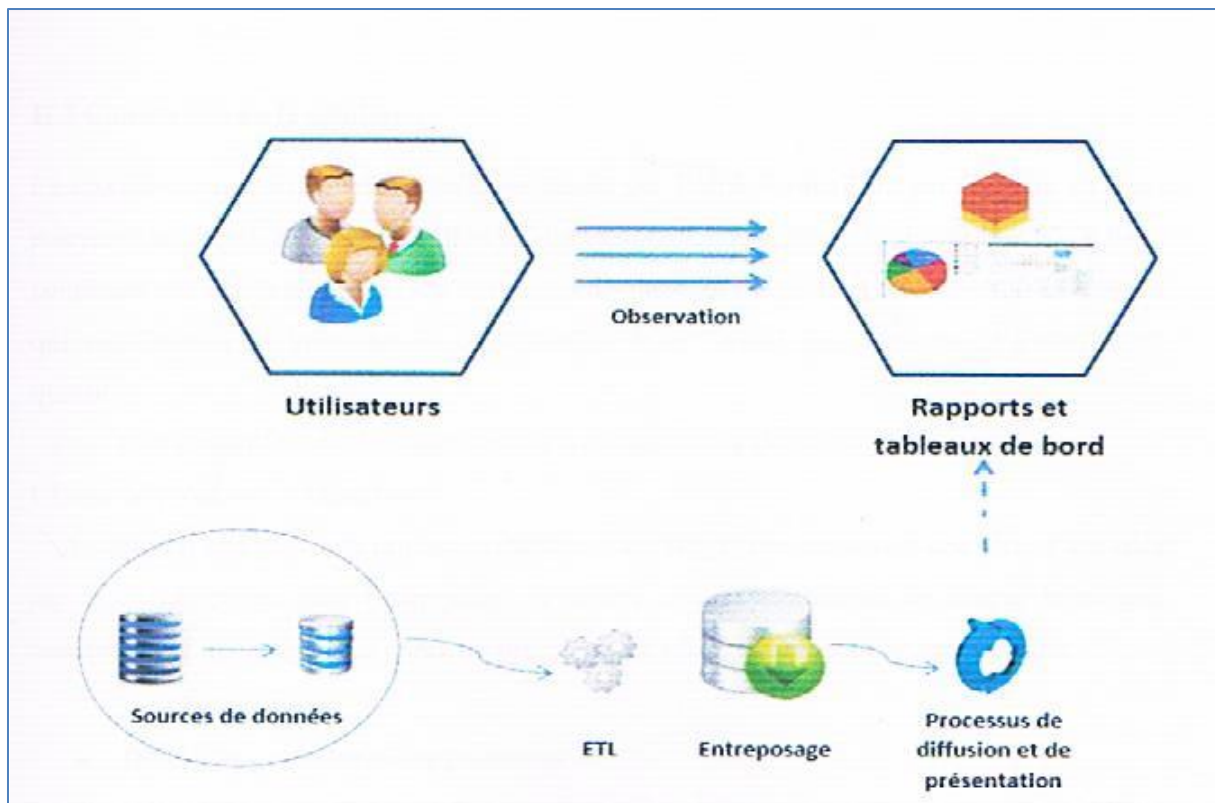 Observation
Utilisateurs
Rapports et
tableaux de bord
Sources de données
ETL
Entreposage
Processus de
diffusion et de
présentation